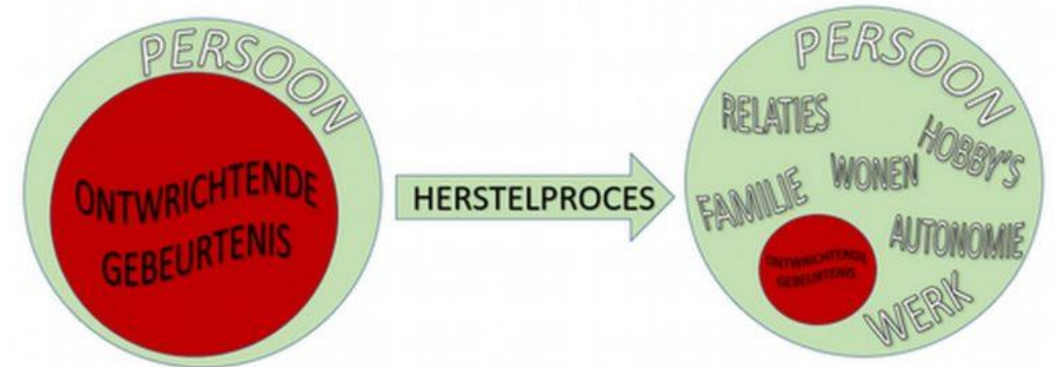 PERSOON
ONTWRICHTENDE
GEBEURTENIS
HERSTELPROCES
PERSOON
RELATIES
HOBBY'S
WONEN
FAMILIE
AUTONOMIE
ONTWRICHTENDE
GEBEURTENIS
WERK